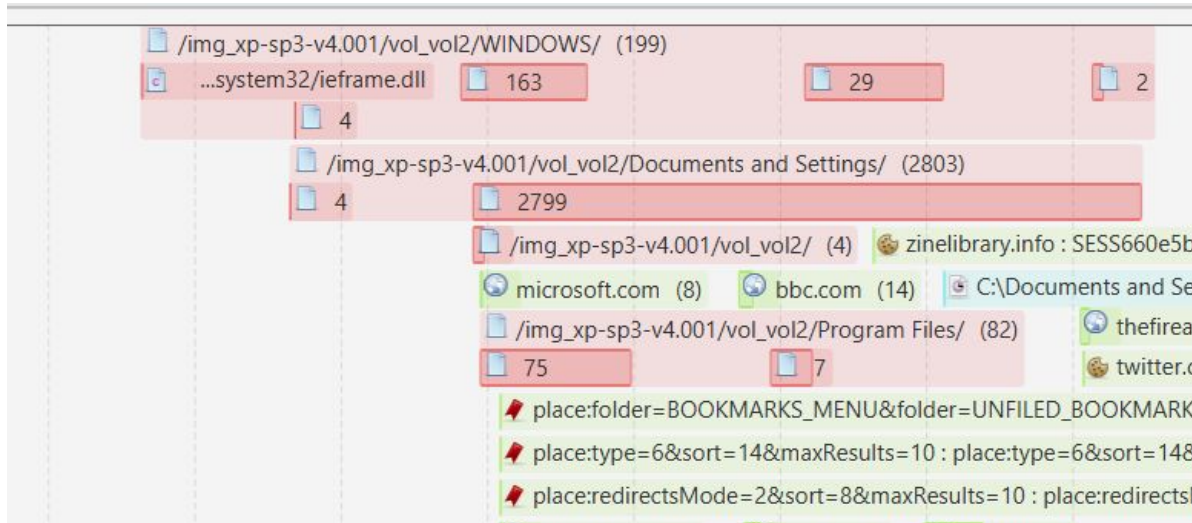 /img_xp-sp3-v4.001/vol_vol2/WINDOWS/ (199)
...system32/ieframe.dll 163 29 2
4
/img_xp-sp3-v4.001/vol_vol2/Documents and Settings/ (2803)
4 2799
/img_xp-sp3-v4.001/vol_vol2/ (4) zinelibrary.info : SESS660e5b
microsoft.com (8) bbc.com (14) C:\Documents and Se
/img_xp-sp3-v4.001/vol_vol2/Program Files/ (82) thefirea
75 7 twitter.c
place:folder=BOOKMARKS_MENU&folder=UNFILED_BOOKMARK
place:type=6&sort=14&maxResults=10 : place:type=6&sort=14&
place:redirectsMode=2&sort=8&maxResults=10 : place:redirects